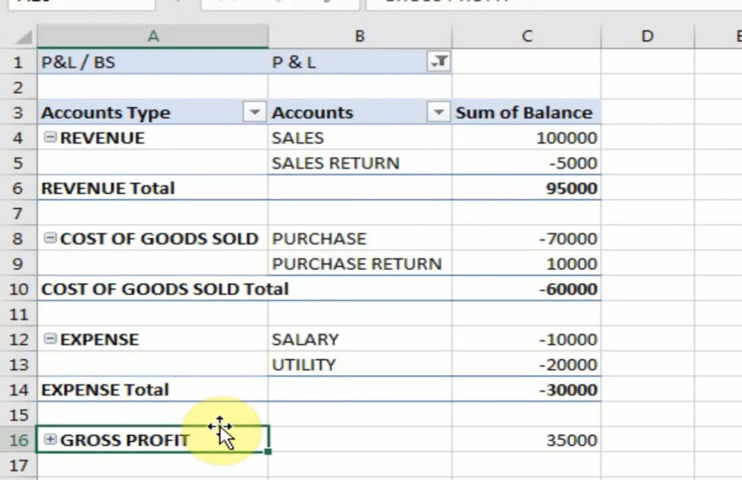 A B C D
1 P&L / BS P & L
2
3 Accounts Type Accounts Sum of Balance
4 REVENUE SALES 100000
5 SALES RETURN -5000
6 REVENUE Total 95000
7
8 COST OF GOODS SOLD PURCHASE -70000
9 PURCHASE RETURN 10000
10 COST OF GOODS SOLD Total -60000
11
12 EXPENSE SALARY -10000
13 UTILITY -20000
14 EXPENSE Total -30000
15
16 GROSS PROFIT 35000
17